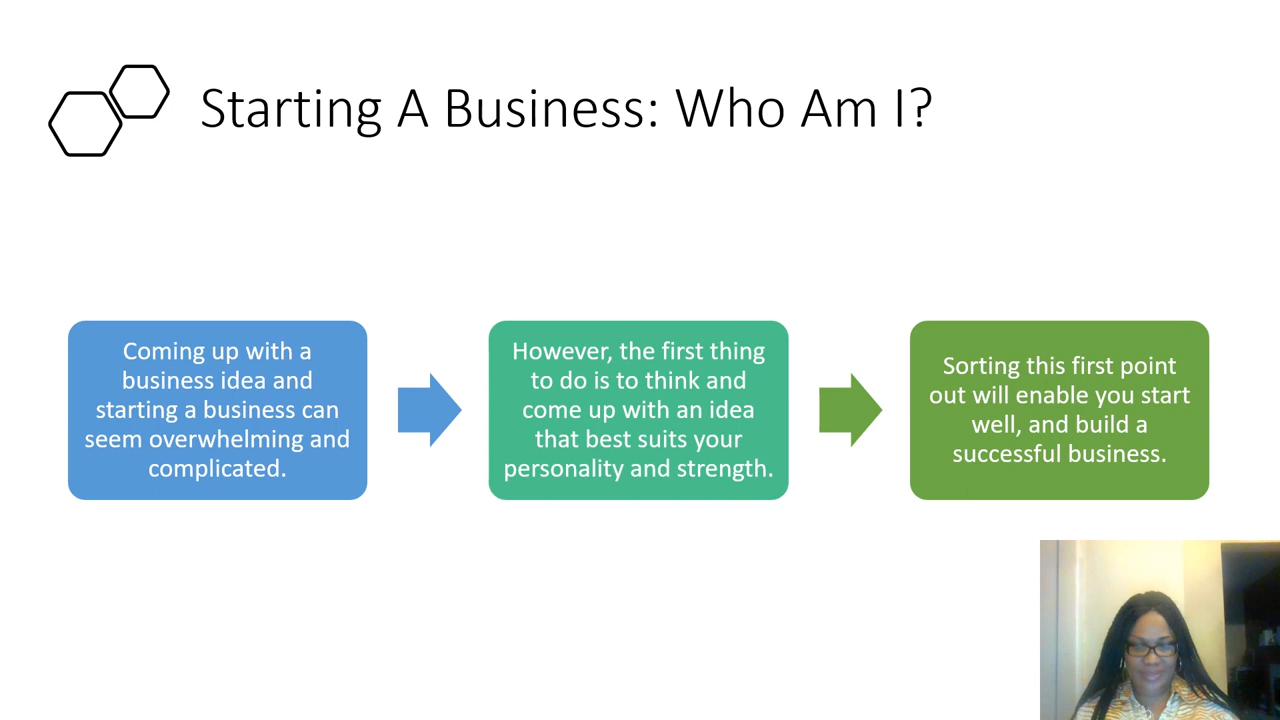 Starting A Business: Who Am I?
Coming up with a
business idea and
starting a business can
seem overwhelming and
complicated.
However, the first thing
to do is to think and
come up with an idea
that best suits your
personality and strength.
Sorting this first point
out will enable you start
well, and build a
successful business.